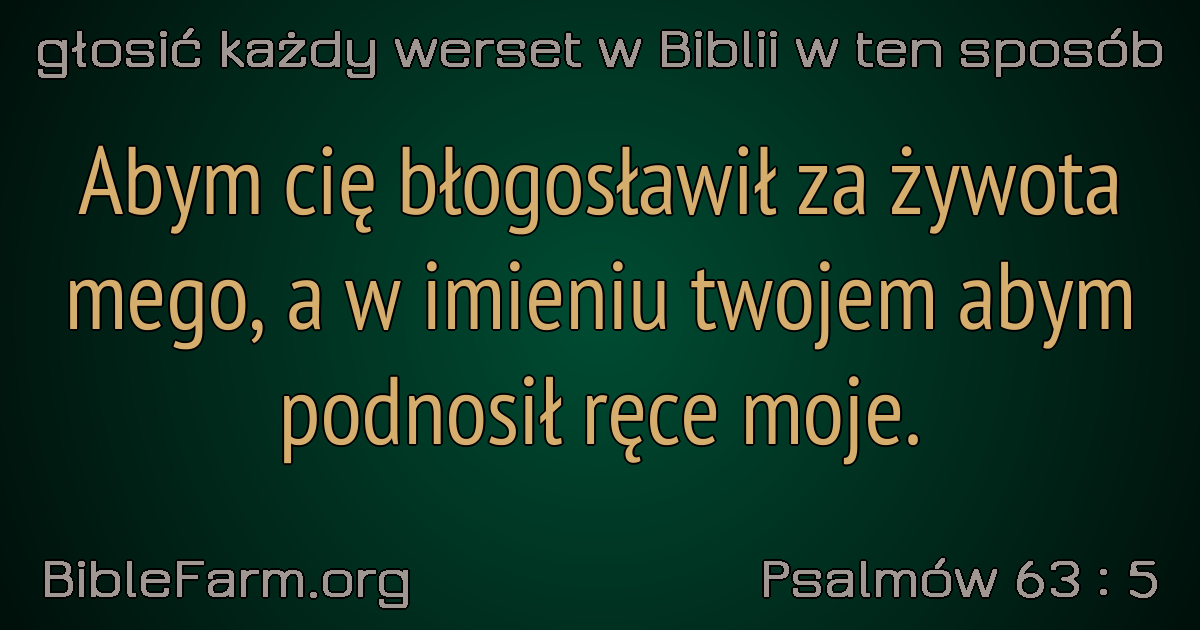 głosić każdy werset w Biblii w ten sposób
Abym cię błogosławił za żywota
mego, a w imieniu twojem abym
podnosił ręce moje.
BibleFarm.org
Psalmów 63 : 5